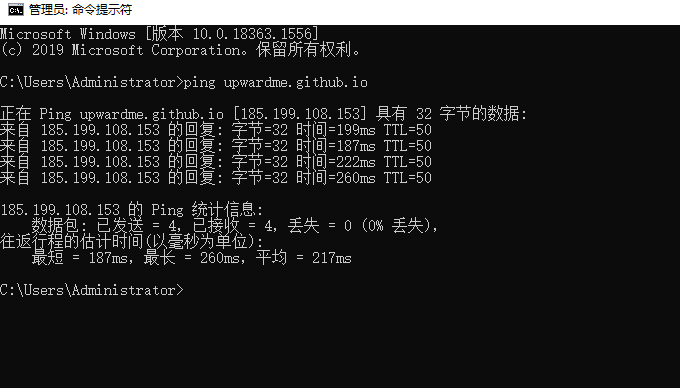 管理员: 命令提示符
Microsoft Windows [版本 10.0.18363.1556]
(c) 2019 Microsoft Corporation。保留所有权利。
C:\Users\Administrator>ping upwardme.github.io
正在 Ping upwardme.github.io [185.199.108.153] 具有 32 字节的数据:
来自 185.199.108.153 的回复: 字节=32 时间=199ms TTL=50
来自 185.199.108.153 的回复: 字节=32 时间=187ms TTL=50
来自 185.199.108.153 的回复: 字节=32 时间=222ms TTL=50
来自 185.199.108.153 的回复: 字节=32 时间=260ms TTL=50
185.199.108.153 的 Ping 统计信息:
数据包: 已发送 = 4，已接收 = 4，丢失 = 0 (0% 丢失)，
往返行程的估计时间(以毫秒为单位):
最短 = 187ms，最长 = 260ms，平均 = 217ms
C:\Users\Administrator>